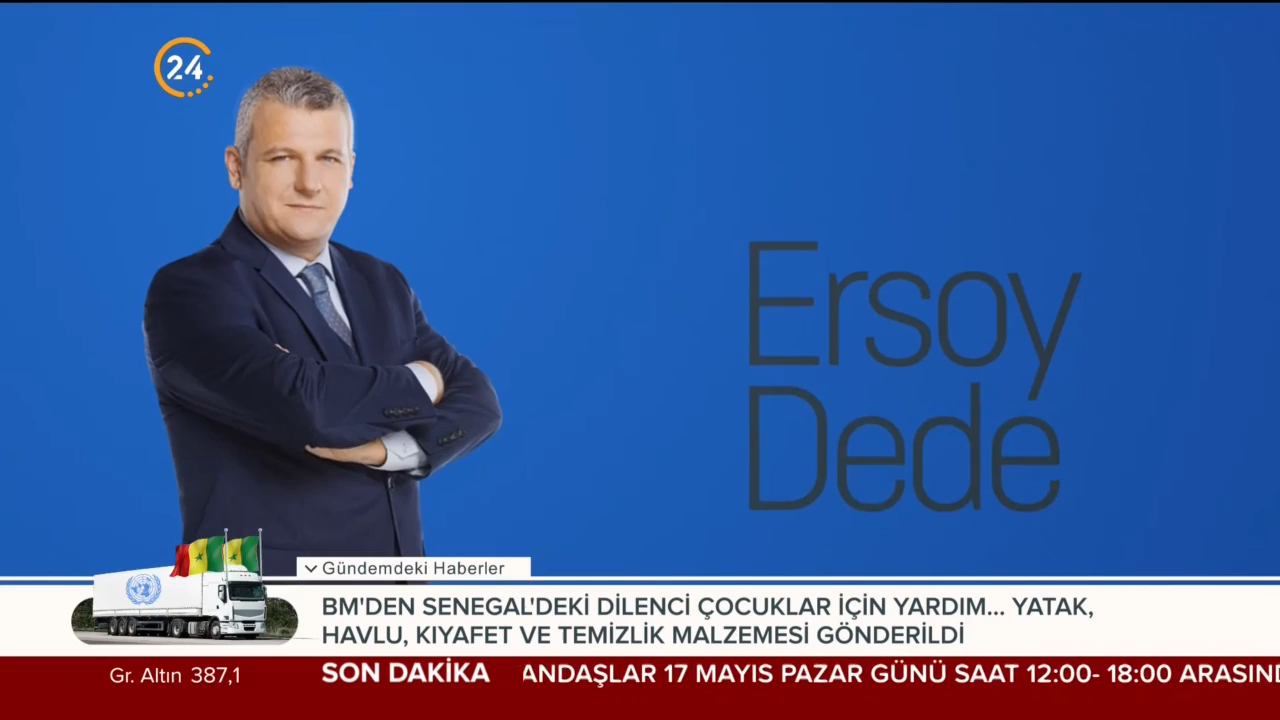 24
Ersoy
Dede
Gündemdeki Haberler
BM'DEN SENEGAL'DEKİ DİLENCİ ÇOCUKLAR İÇİN YARDIM... YATAK,
HAVLU, KIYAFET VE TEMİZLİK MALZEMESİ GÖNDERİLDİ
Gr. Altın 387,1
SON DAKİKA
ANDAŞLAR 17 MAYIS PAZAR GÜNÜ SAAT 12:00- 18:00 ARASIND